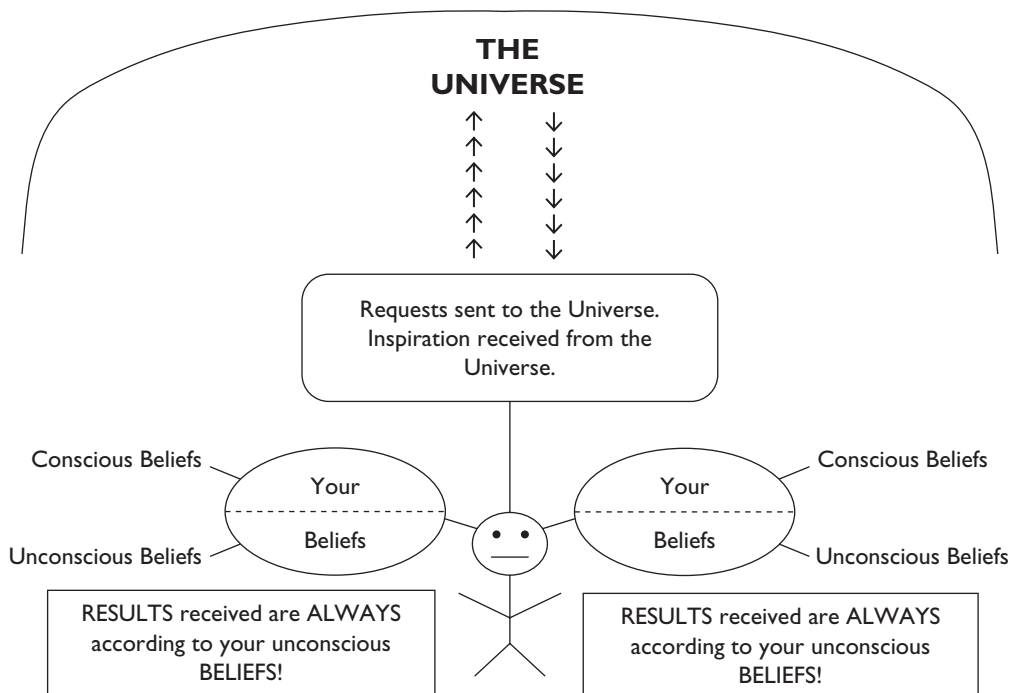 THE
UNIVERSE
Requests sent to the Universe.
Inspiration received from the
Universe.
Conscious Beliefs
Your
Beliefs
Unconscious Beliefs
Your
Beliefs
Conscious Beliefs
Unconscious Beliefs
RESULTS received are ALWAYS
according to your unconscious
BELIEFS!
RESULTS received are ALWAYS
according to your unconscious
BELIEFS!